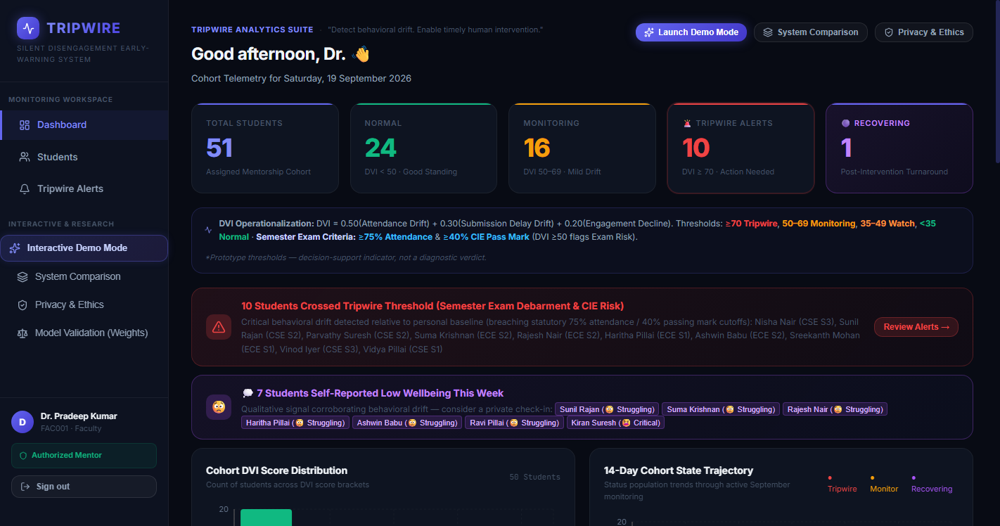 TRIPWIRE
SILENT DISENGAGEMENT EARLY-
WARNING SYSTEM
MONITORING WORKSPACE
Dashboard
Students
Tripwire Alerts
INTERACTIVE & RESEARCH
Interactive Demo Mode
System Comparison
Privacy & Ethics
Model Validation (Weights)
D
Dr. Pradeep Kumar
FAC001 · Faculty
Authorized Mentor
Sign out
TRIPWIRE ANALYTICS SUITE · "Detect behavioral drift. Enable timely human intervention."
Good afternoon, Dr. 👋
Cohort Telemetry for Saturday, 19 September 2026
Launch Demo Mode
System Comparison
Privacy & Ethics
TOTAL STUDENTS
51
Assigned Mentorship Cohort
NORMAL
24
DVI < 50 · Good Standing
MONITORING
16
DVI 50–69 · Mild Drift
🚨 TRIPWIRE ALERTS
10
DVI ≥ 70 · Action Needed
🟣 RECOVERING
1
Post-Intervention Turnaround
DVI Operationalization: DVI = 0.50(Attendance Drift) + 0.30(Submission Delay Drift) + 0.20(Engagement Decline). Thresholds: ≥70 Tripwire, 50–69 Monitoring, 35–49 Watch, <35
Normal · Semester Exam Criteria: ≥75% Attendance & ≥40% CIE Pass Mark (DVI ≥50 flags Exam Risk).
*Prototype thresholds — decision-support indicator, not a diagnostic verdict.
10 Students Crossed Tripwire Threshold (Semester Exam Debarment & CIE Risk)
Critical behavioral drift detected relative to personal baseline (breaching statutory 75% attendance / 40% passing mark cutoffs): Nisha Nair (CSE S3), Sunil
Rajan (CSE S2), Parvathy Suresh (CSE S2), Suma Krishnan (ECE S2), Rajesh Nair (ECE S2), Haritha Pillai (ECE S1), Ashwin Babu (ECE S2), Sreekanth Mohan
(ECE S1), Vinod Iyer (CSE S3), Vidya Pillai (CSE S1)
Review Alerts →
💭 7 Students Self-Reported Low Wellbeing This Week
Qualitative signal corroborating behavioral drift — consider a private check-in: Sunil Rajan (😟 Struggling) Suma Krishnan (😟 Struggling) Rajesh Nair (😟 Struggling)
Haritha Pillai (😟 Struggling) Ashwin Babu (😟 Struggling) Ravi Pillai (😟 Struggling) Kiran Suresh (😫 Critical)
Cohort DVI Score Distribution
Count of students across DVI score brackets
50 Students
20
14-Day Cohort State Trajectory
Status population trends through active September
monitoring
● Tripwire
● Monitor
● Recovering
20